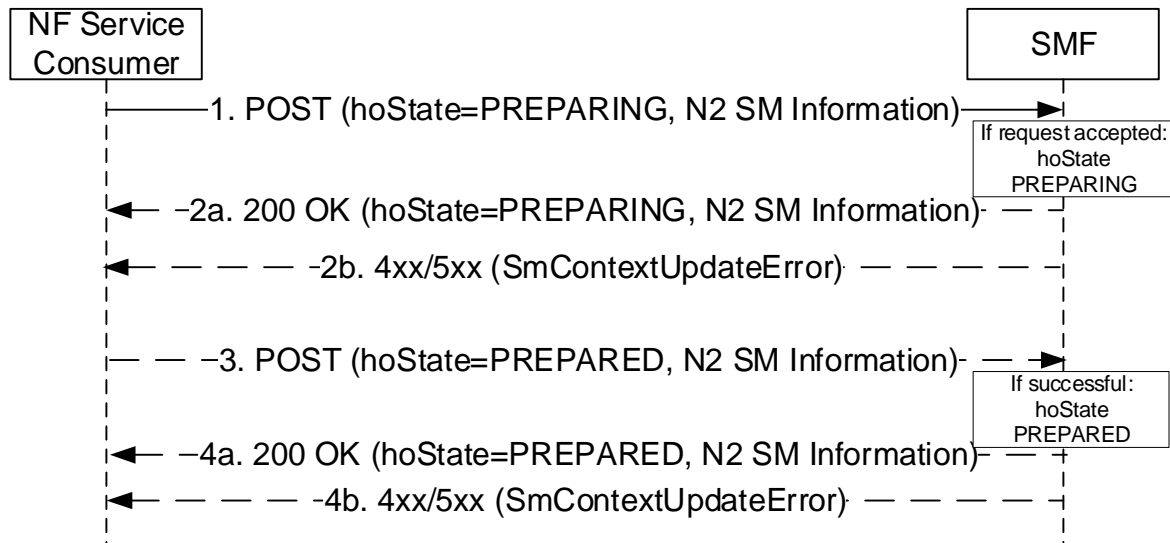 NF Service
Consumer
SMF
1. POST (hoState=PREPARING, N2 SM Information)
If request accepted:
hoState
PREPARING
2a. 200 OK (hoState=PREPARING, N2 SM Information)
2b. 4xx/5xx (SmContextUpdateError)
3. POST (hoState=PREPARED, N2 SM Information)
If successful:
hoState
PREPARED
4a. 200 OK (hoState=PREPARED, N2 SM Information)
4b. 4xx/5xx (SmContextUpdateError)